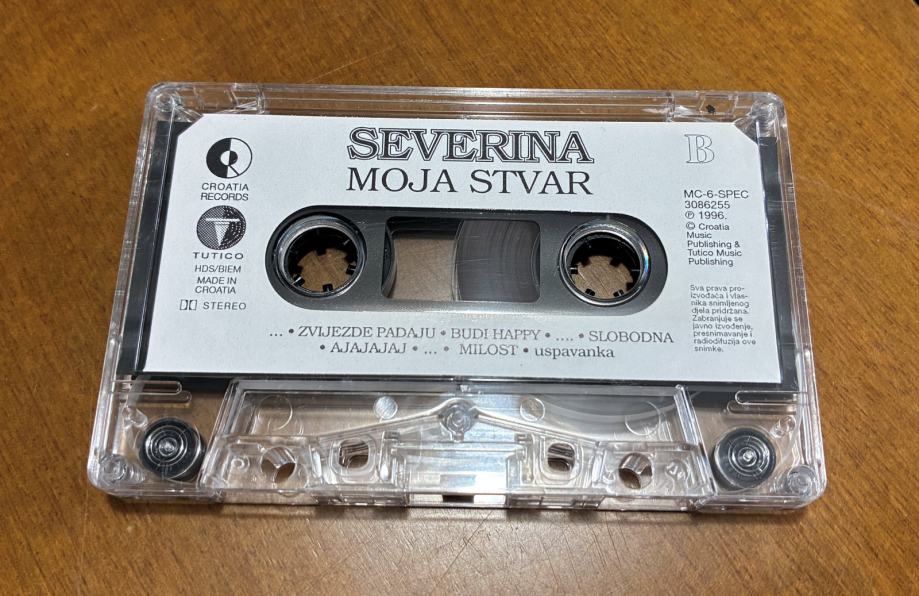 SEVERINA
MOJA STVAR
B
CROATIA
RECORDS
TUTICO
HDS/BIEM
MADE IN
CROATIA
STEREO
MC-6-SPEC
3086255
℗ 1996.
© Croatia
Music
Publishing &
Tutico Music
Publishing
Sva prava pro-
izvođača i vlas-
nika snimljenog
djela pridržana.
Zabranjuje se
javno izvođenje,
presnimavanje i
radiodifuzija ove
snimke.
... • ZVIJEZDE PADAJU • BUDI HAPPY • .... • SLOBODNA
• AJAJAJAJ • ... • MILOST • uspavanka